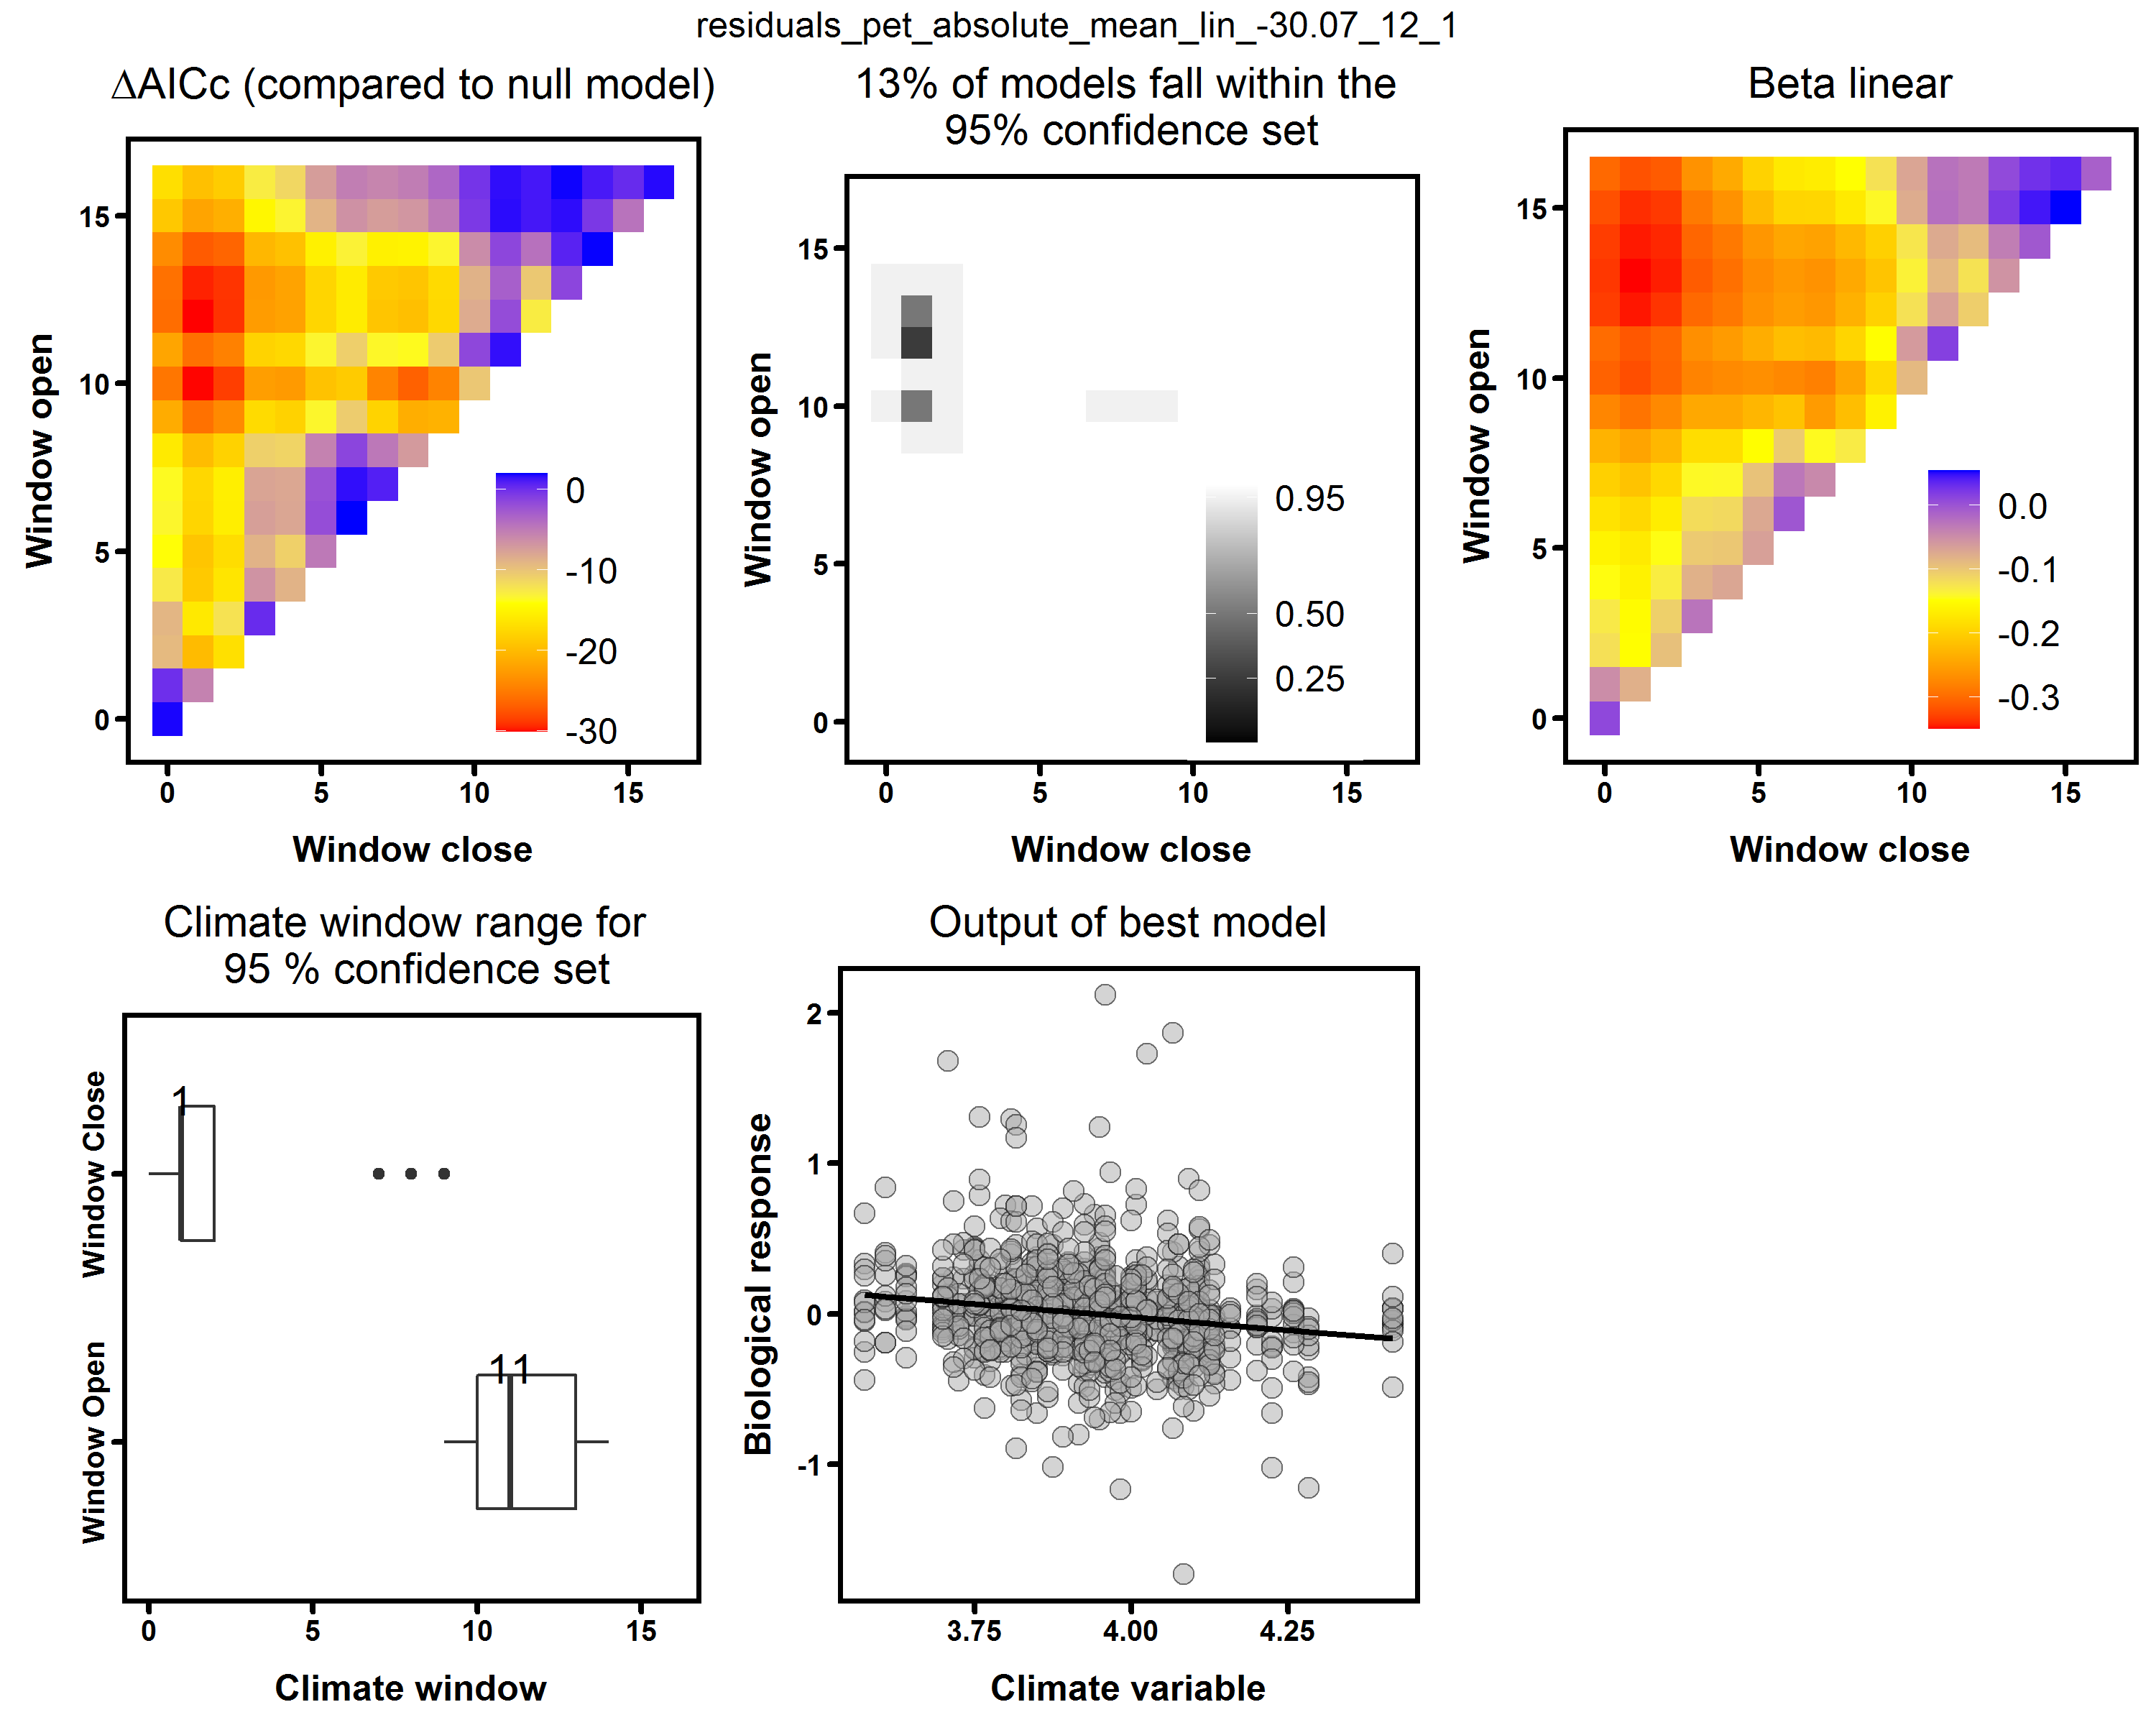 residuals_pet_absolute_mean_lin_-30.07_12_1
ΔAICc (compared to null model)
15
10
5
0
Window open
0
-10
-20
-30
0 5 10 15
Window close
13% of models fall within the
95% confidence set
15
10
5
0
Window open
0.95
0.50
0.25
0 5 10 15
Window close
Beta linear
15
10
5
0
Window open
0.0
-0.1
-0.2
-0.3
0 5 10 15
Window close
Climate window range for
95 % confidence set
Window Close
1
Window Open
11
0 5 10 15
Climate window
Output of best model
2
1
0
-1
Biological response
3.75 4.00 4.25
Climate variable